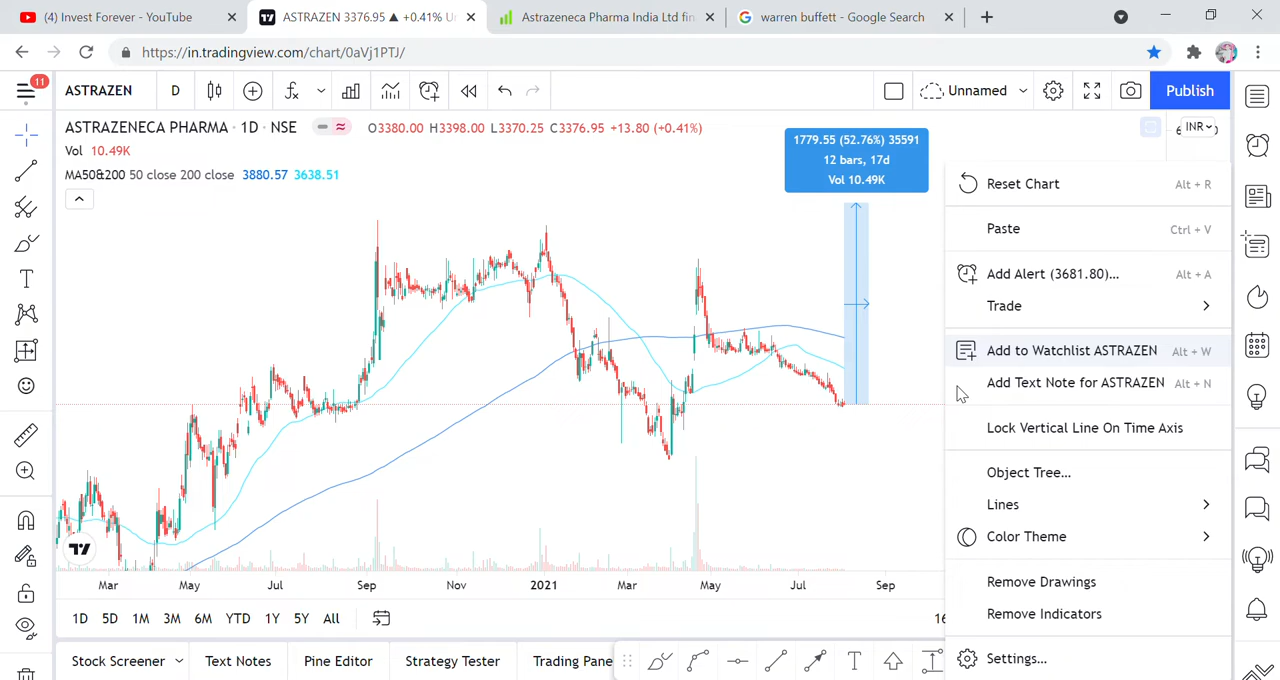 (4) Invest Forever - YouTube
ASTRAZEN 3376.95 ▲ +0.41% Un
Astrazeneca Pharma India Ltd fin
warren buffett - Google Search
https://in.tradingview.com/chart/0aVj1PTJ/
11
ASTRAZEN
D
Unnamed
Publish
ASTRAZENECA PHARMA · 1D · NSE
O3380.00 H3398.00 L3370.25 C3376.95 +13.80 (+0.41%)
INR
Vol 10.49K
MA50&200 50 close 200 close 3880.57 3638.51
1779.55 (52.76%) 35591
12 bars, 17d
Vol 10.49K
Reset Chart Alt + R
Paste Ctrl + V
Add Alert (3681.80)... Alt + A
Trade
Add to Watchlist ASTRAZEN Alt + W
Add Text Note for ASTRAZEN Alt + N
Lock Vertical Line On Time Axis
Object Tree...
Lines
Color Theme
Remove Drawings
Remove Indicators
Settings...
Mar May Jul Sep Nov 2021 Mar May Jul Sep
1D 5D 1M 3M 6M YTD 1Y 5Y All
Stock Screener Text Notes Pine Editor Strategy Tester Trading Pane